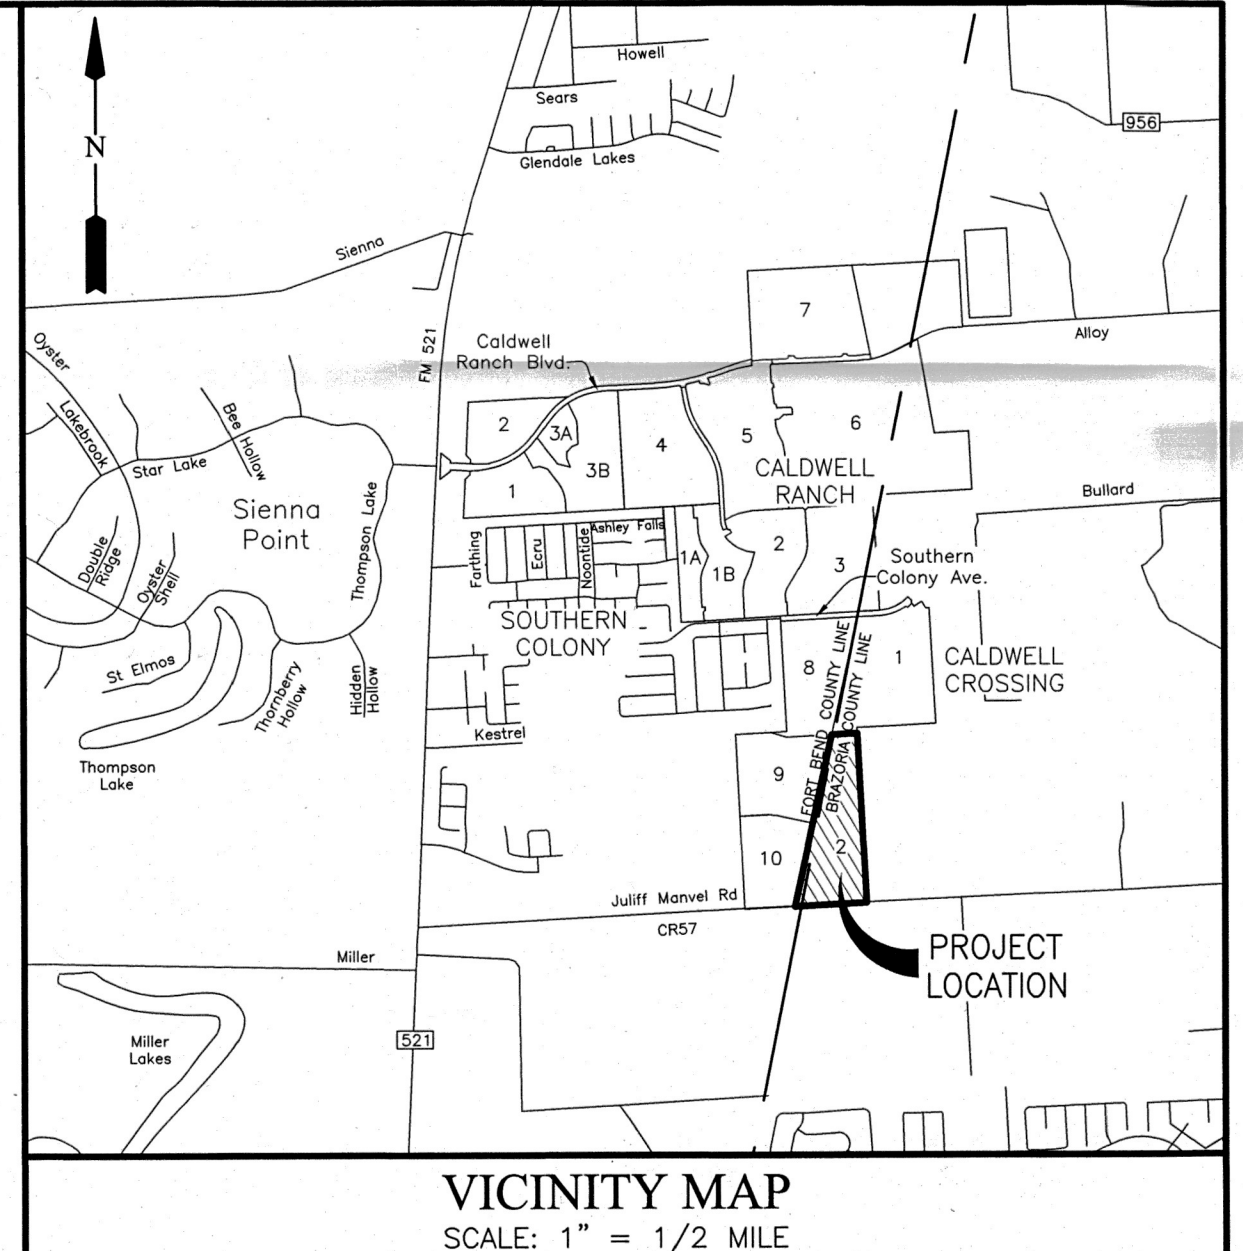 Howell
Sears
956
Glendale Lakes
N
Sienna
7
Oyster
FM 521
Caldwell
Ranch Blvd.
Alloy
Lakebrook
Bee Hollow
2
3A
5
6
4
Star Lake
3B
CALDWELL
RANCH
1
Bullard
Sienna
Point
Thompson Lake
Farthing
Ecru
Noontide
Ashley Falls
1A
1B
2
3
Southern
Colony Ave.
Double
Ridge
Oyster
Shell
SOUTHERN
COLONY
St Elmos
Thornberry
Hollow
Hidden
Hollow
8
FORT BEND COUNTY LINE
BRAZORIA COUNTY LINE
1
CALDWELL
CROSSING
Kestrel
Thompson
Lake
9
10
2
Juliff Manvel Rd
CR57
PROJECT
LOCATION
Miller
521
Miller
Lakes
VICINITY MAP
SCALE: 1" = 1/2 MILE